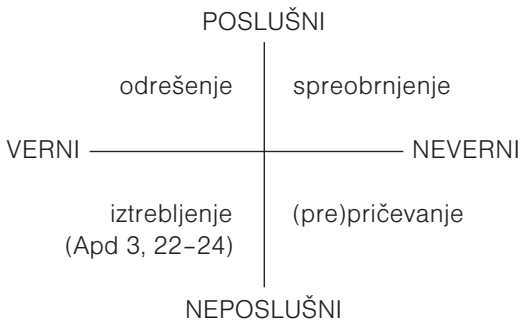 POSLUŠNI
odrešenje
spreobrnjenje
VERNI
NEVERNI
iztrebljenje
(Apd 3, 22–24)
(pre)pričevanje
NEPOSLUŠNI